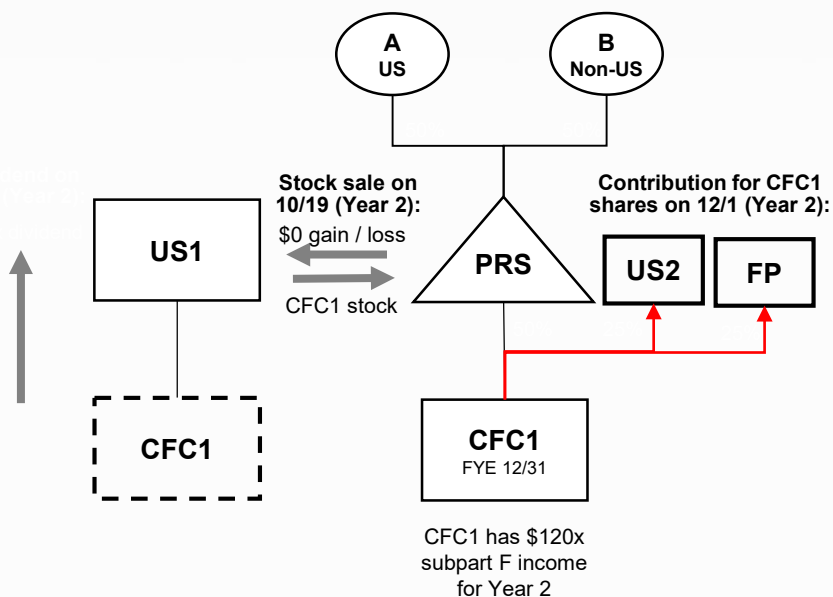 A
US
B
Non-US
Stock sale on
10/19 (Year 2):
$0 gain / loss
CFC1 stock
Contribution for CFC1
shares on 12/1 (Year 2):
(Year 2)
US1
PRS
US2
FP
CFC1
CFC1
FYE 12/31
CFC1 has $120x
subpart F income
for Year 2